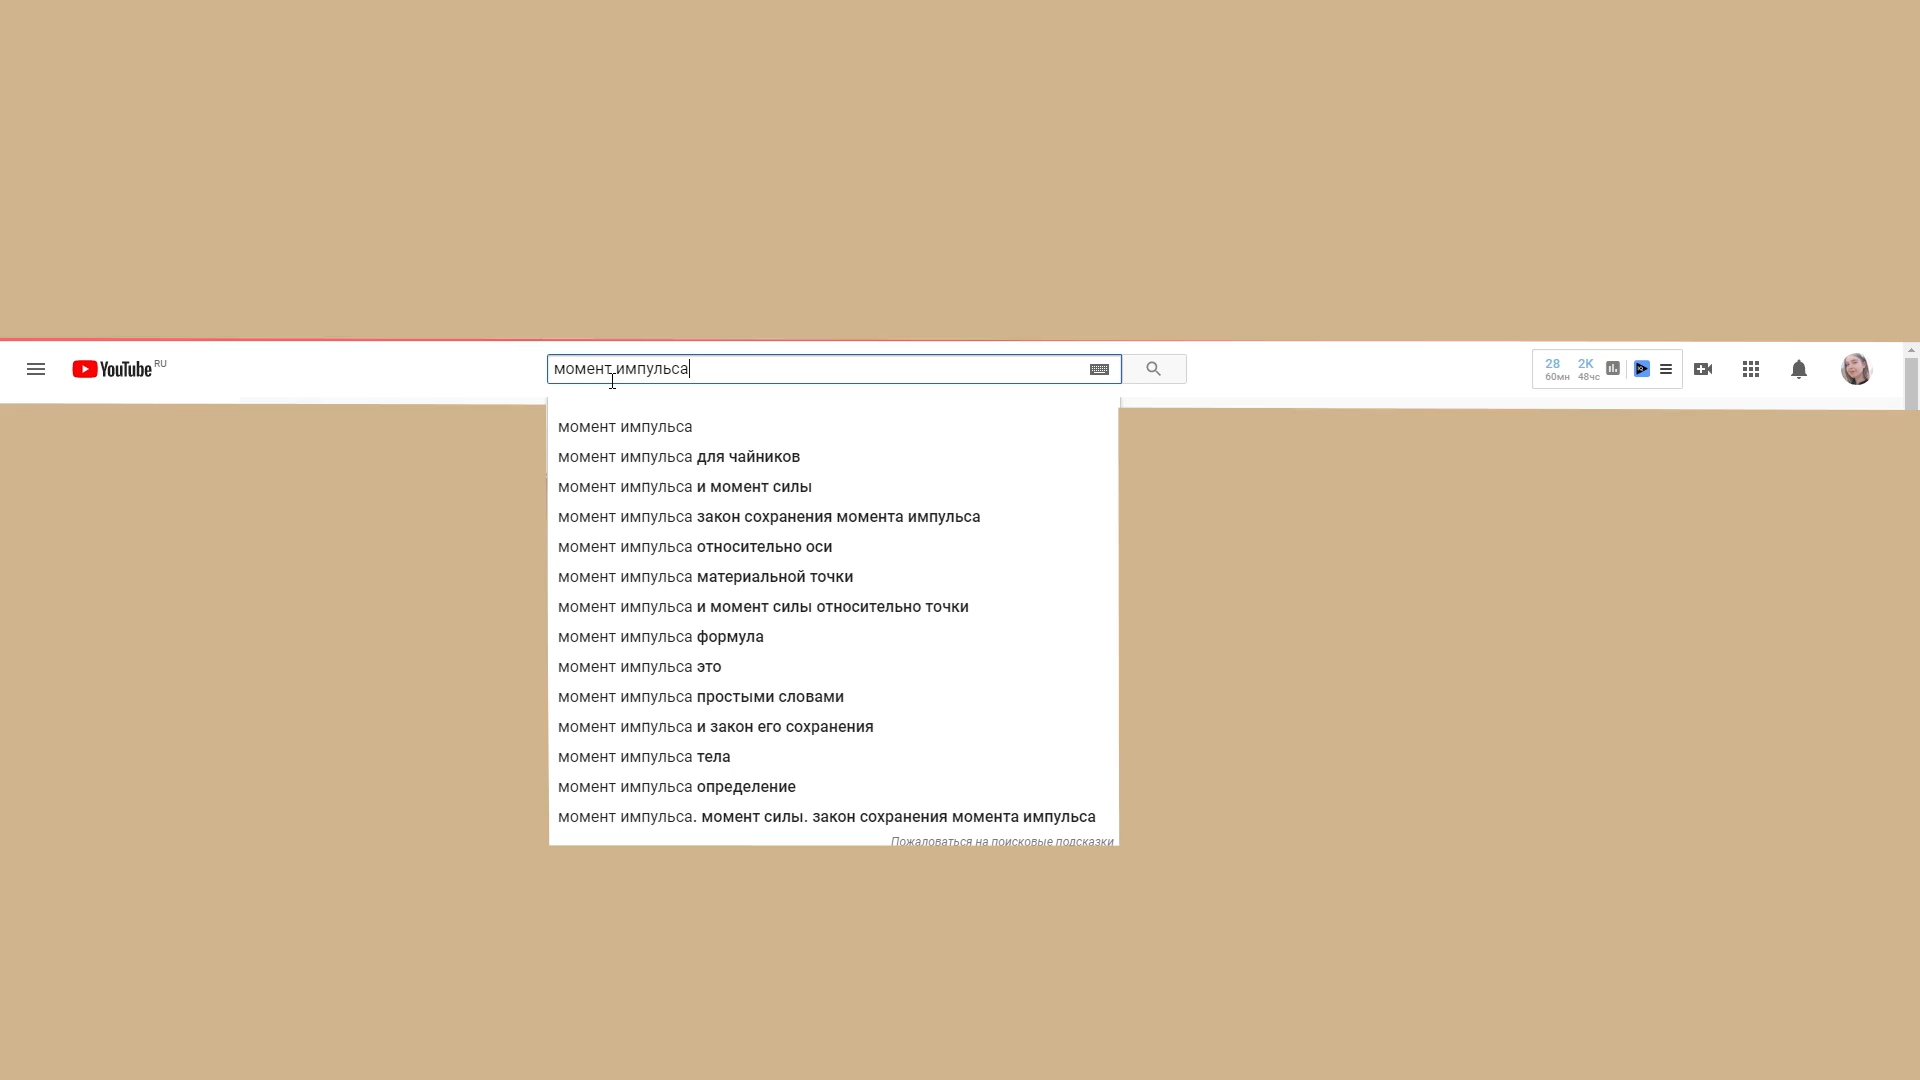 YouTube RU
момент импульса
28 2K
60мн 48чс
момент импульса
момент импульса для чайников
момент импульса и момент силы
момент импульса закон сохранения момента импульса
момент импульса относительно оси
момент импульса материальной точки
момент импульса и момент силы относительно точки
момент импульса формула
момент импульса это
момент импульса простыми словами
момент импульса и закон его сохранения
момент импульса тела
момент импульса определение
момент импульса. момент силы. закон сохранения момента импульса
Пожаловаться на поисковые подсказки